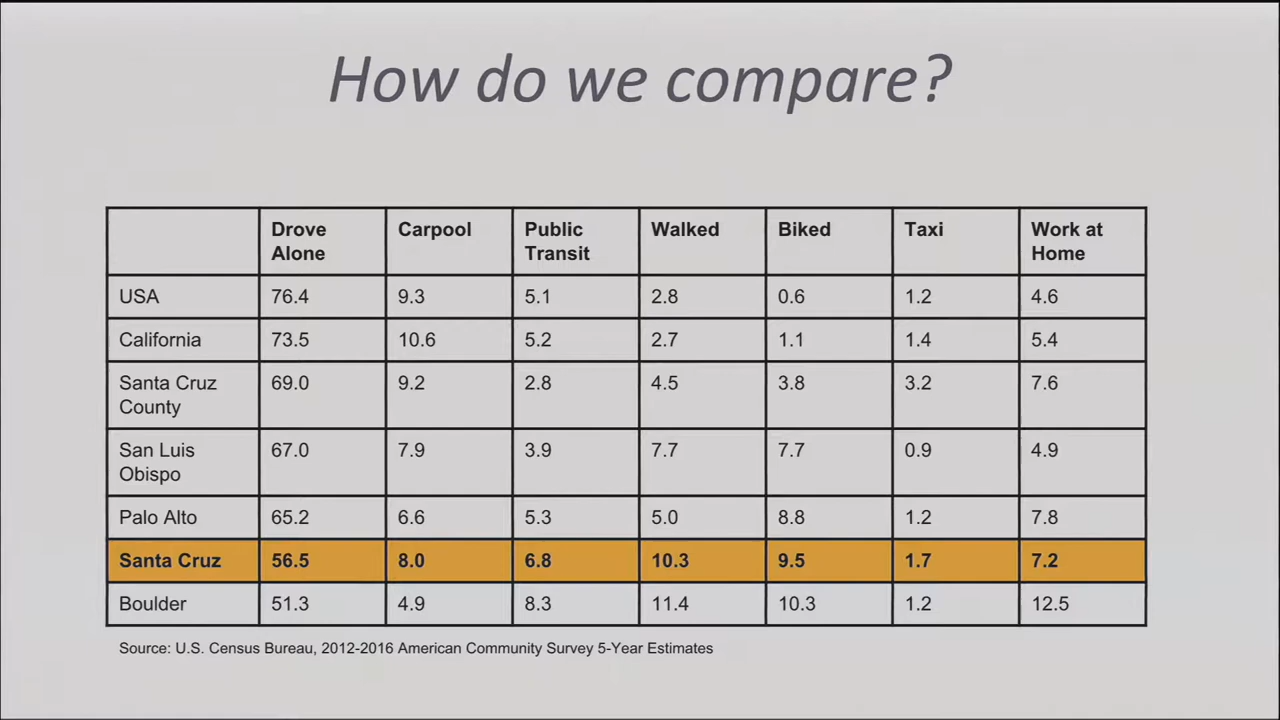 How do we compare?
Drove Alone Carpool Public Transit Walked Biked Taxi Work at Home
USA 76.4 9.3 5.1 2.8 0.6 1.2 4.6
California 73.5 10.6 5.2 2.7 1.1 1.4 5.4
Santa Cruz County 69.0 9.2 2.8 4.5 3.8 3.2 7.6
San Luis Obispo 67.0 7.9 3.9 7.7 7.7 0.9 4.9
Palo Alto 65.2 6.6 5.3 5.0 8.8 1.2 7.8
Santa Cruz 56.5 8.0 6.8 10.3 9.5 1.7 7.2
Boulder 51.3 4.9 8.3 11.4 10.3 1.2 12.5
Source: U.S. Census Bureau, 2012-2016 American Community Survey 5-Year Estimates